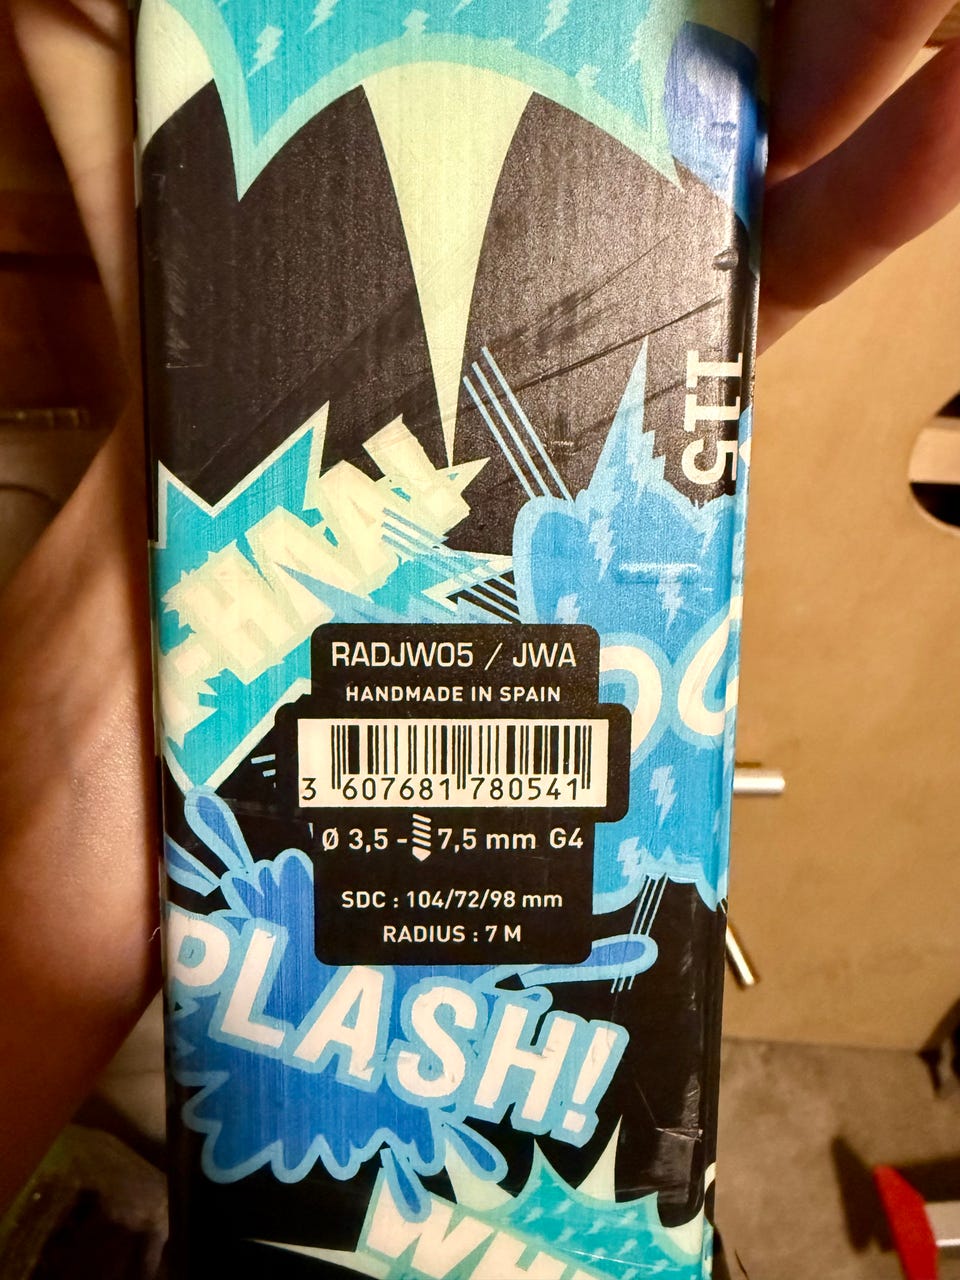 115
RADJW05 / JWA
HANDMADE IN SPAIN
3 607681 780541
Ø 3,5 - 7,5 mm G4
SDC : 104/72/98 mm
RADIUS : 7 M
PLASH!